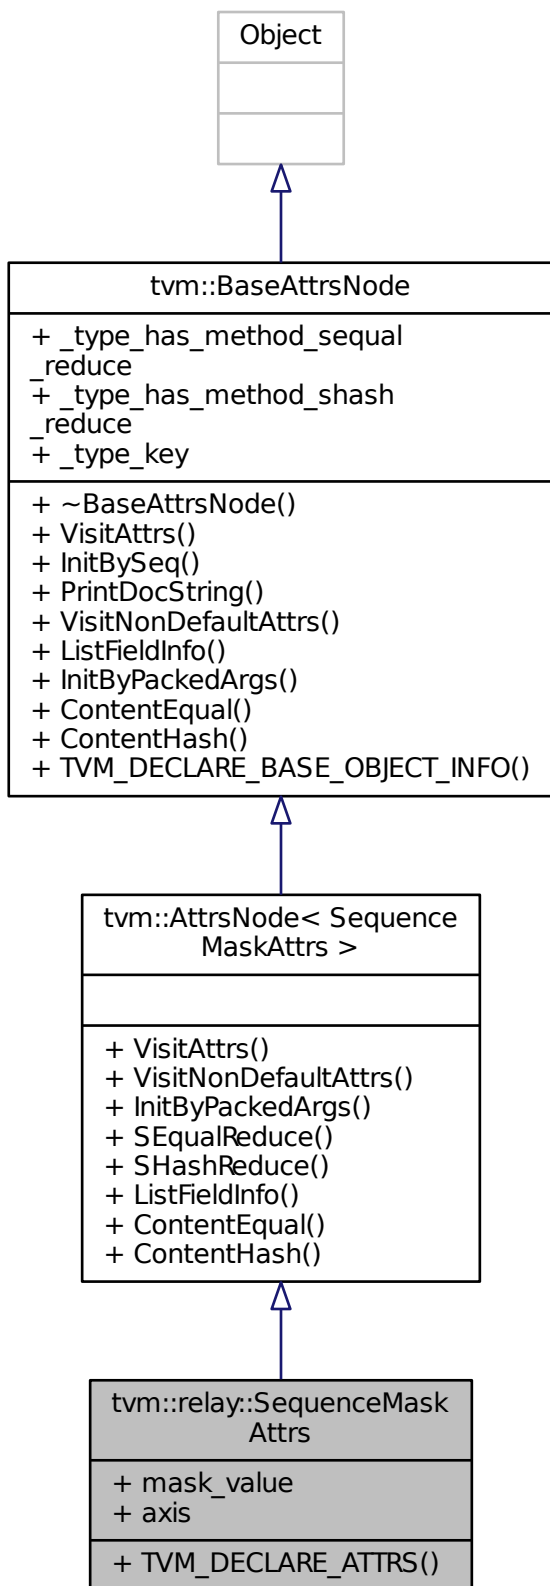 Object
tvm::BaseAttrsNode
+ _type_has_method_sequal
_reduce
+ _type_has_method_shash
_reduce
+ _type_key
+ ~BaseAttrsNode()
+ VisitAttrs()
+ InitBySeq()
+ PrintDocString()
+ VisitNonDefaultAttrs()
+ ListFieldInfo()
+ InitByPackedArgs()
+ ContentEqual()
+ ContentHash()
+ TVM_DECLARE_BASE_OBJECT_INFO()
tvm::AttrsNode< Sequence
MaskAttrs >
+ VisitAttrs()
+ VisitNonDefaultAttrs()
+ InitByPackedArgs()
+ SEqualReduce()
+ SHashReduce()
+ ListFieldInfo()
+ ContentEqual()
+ ContentHash()
tvm::relay::SequenceMask
Attrs
+ mask_value
+ axis
+ TVM_DECLARE_ATTRS()